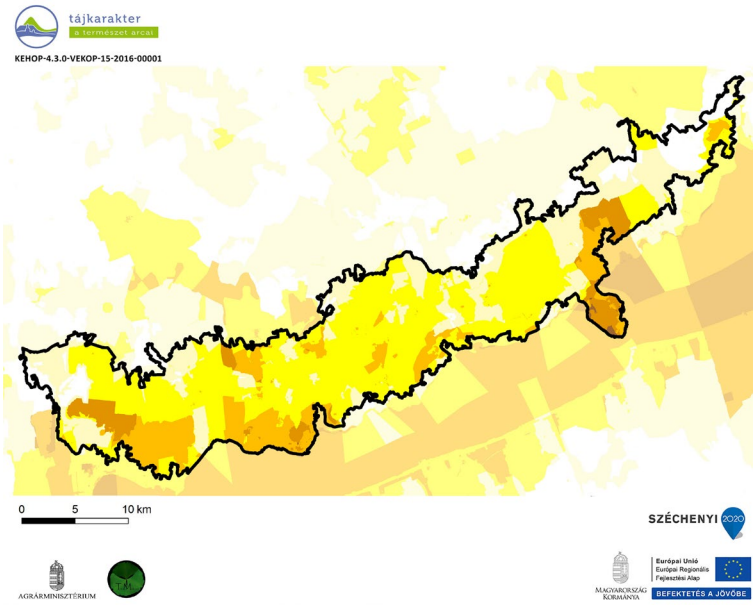 tájkarakter
a természet arcai
KEHOP-4.3.0-VEKOP-15-2016-00001
0 5 10 km
SZÉCHENYI 2020
AGRÁRMINISZTÉRIUM
MAGYARORSZÁG
KORMÁNYA
Európai Unió
Európai Regionális
Fejlesztési Alap
BEFEKTETÉS A JÖVŐBE